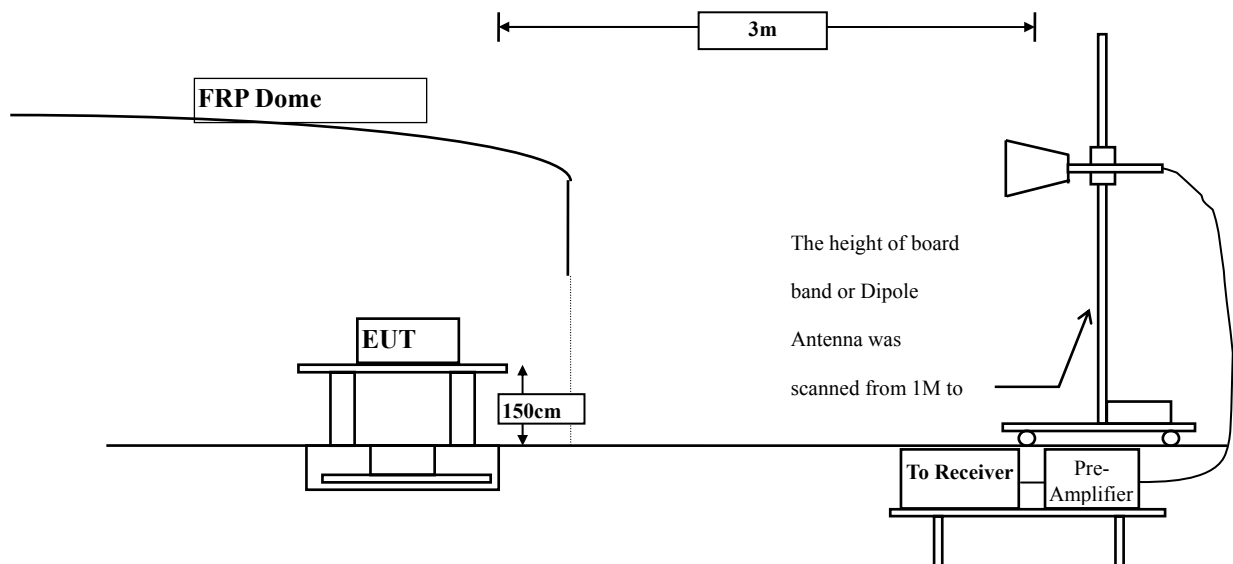 3m
FRP Dome
The height of board
band or Dipole
Antenna was
scanned from 1M to
EUT
150cm
To Receiver
Pre-
Amplifier